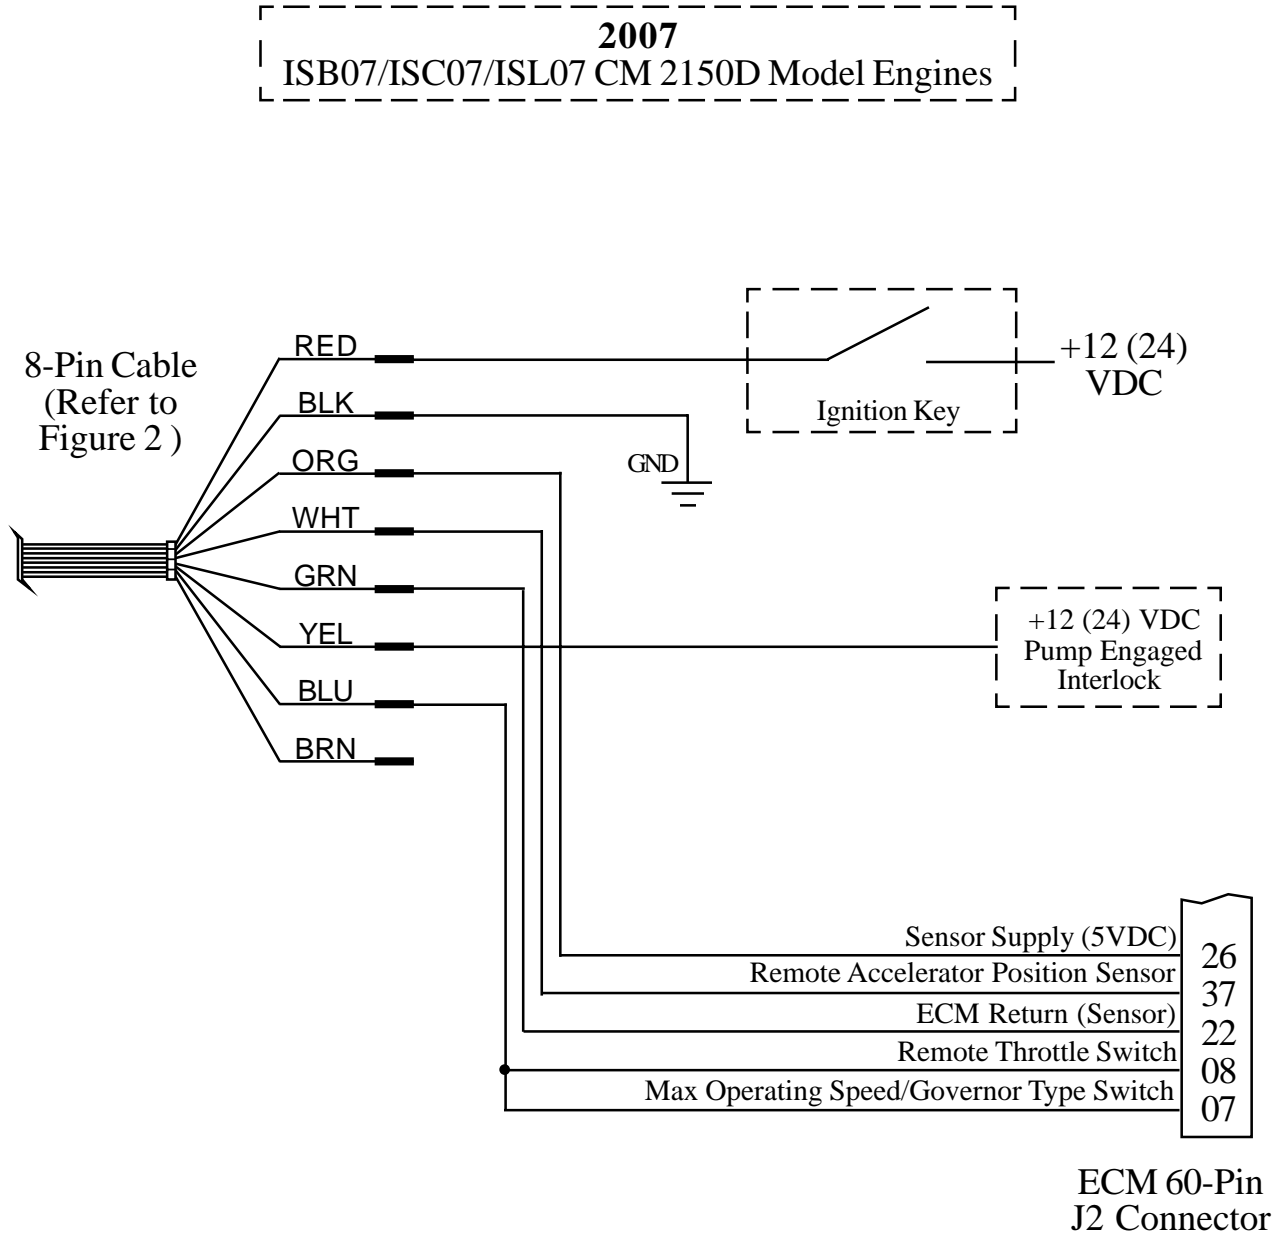 2007
ISB07/ISC07/ISL07 CM 2150D Model Engines
8-Pin Cable
(Refer to
Figure 2 )
RED
BLK
ORG
WHT
GRN
YEL
BLU
BRN
Ignition Key
+12 (24)
VDC
GND
+12 (24) VDC
Pump Engaged
Interlock
Sensor Supply (5VDC) 26
Remote Accelerator Position Sensor 37
ECM Return (Sensor) 22
Remote Throttle Switch 08
Max Operating Speed/Governor Type Switch 07
ECM 60-Pin
J2 Connector